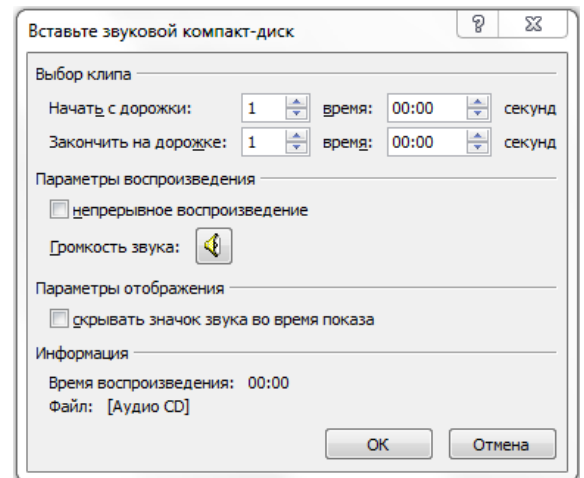 Вставьте звуковой компакт-диск
Выбор клипа
Начать с дорожки: 1 время: 00:00 секунд
Закончить на дорожке: 1 время: 00:00 секунд
Параметры воспроизведения
непрерывное воспроизведение
Громкость звука:
Параметры отображения
скрывать значок звука во время показа
Информация
Время воспроизведения: 00:00
Файл: [Аудио CD]
ОК Отмена